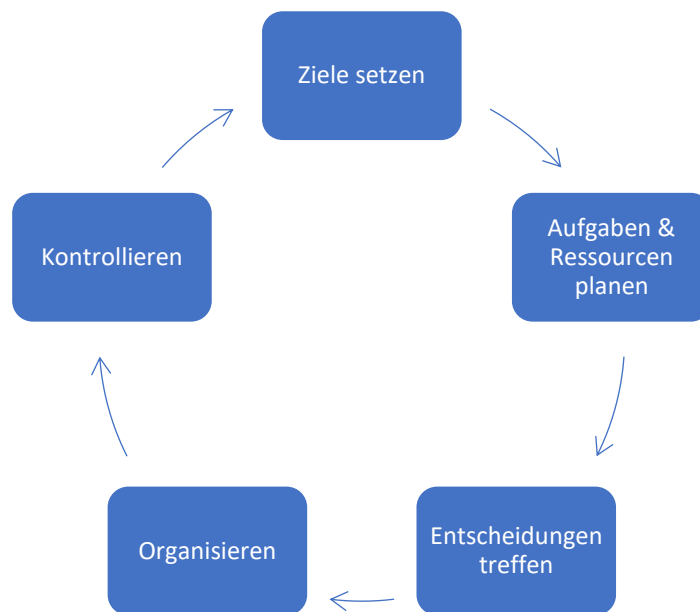 Ziele setzen
Aufgaben &
Ressourcen
planen
Entscheidungen
treffen
Organisieren
Kontrollieren